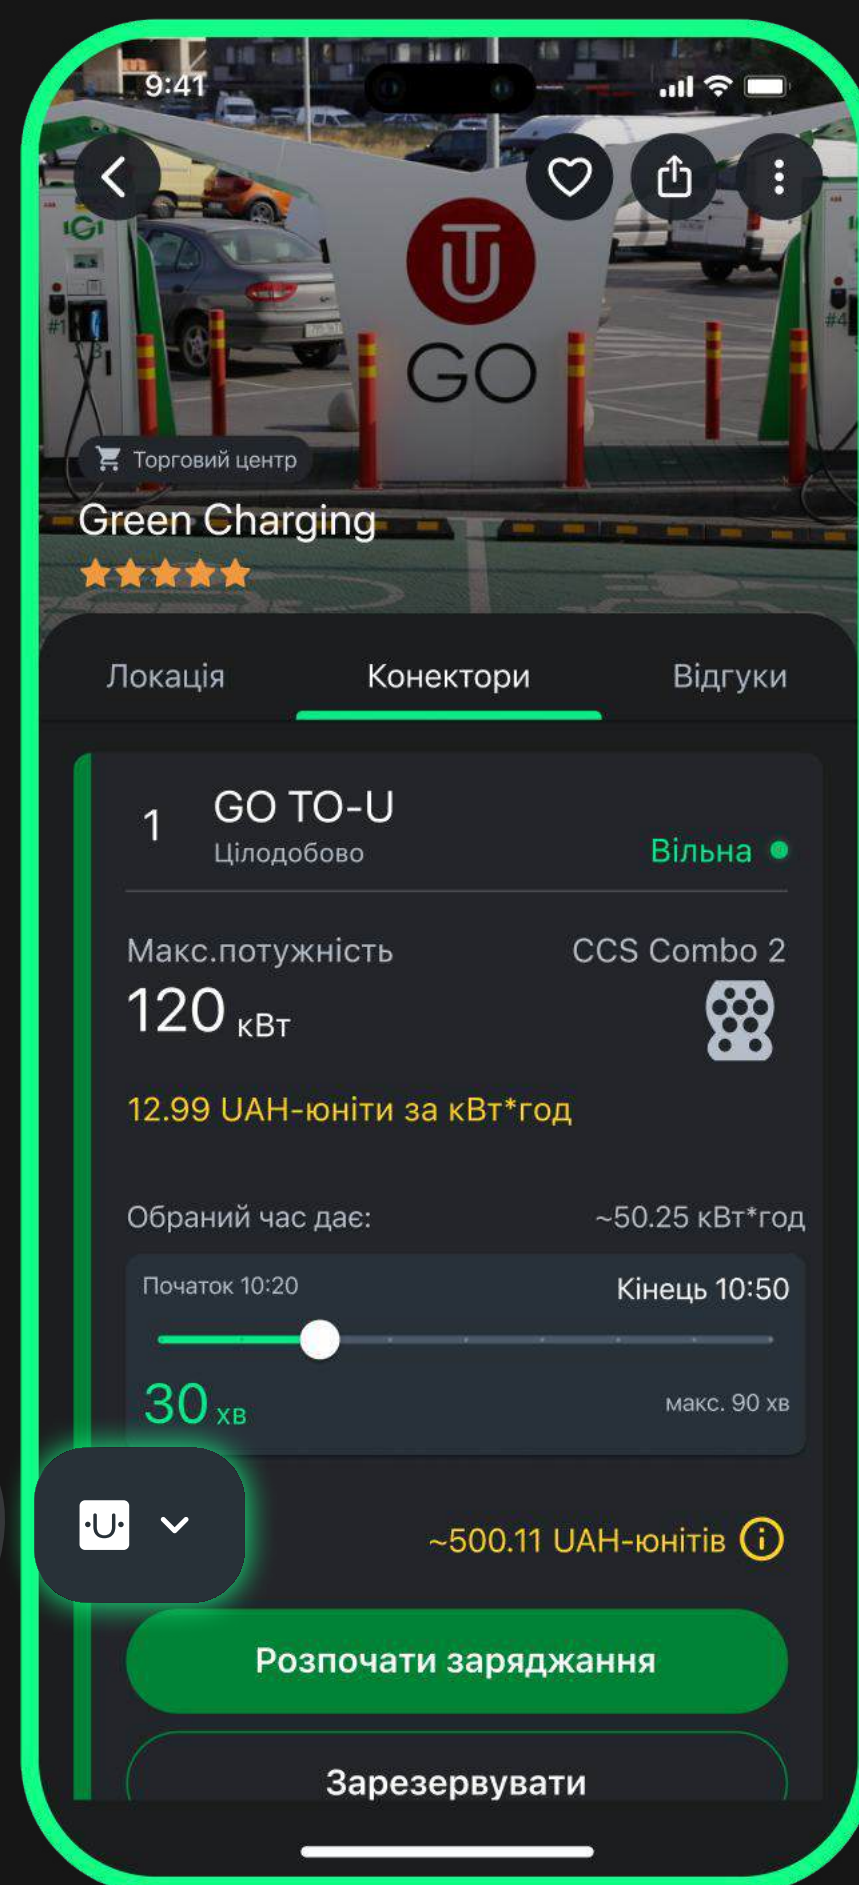 9:41
#1
#4
GO
Торговий центр
Green Charging
Локація Конектори Відгуки
1 GO TO-U
Цілодобово Вільна
Макс.потужність CCS Combo 2
120 кВт
12.99 UAH-юніти за кВт*год
Обраний час дає: ~50.25 кВт*год
Початок 10:20 Кінець 10:50
30 хв макс. 90 хв
·U·
~500.11 UAH-юнітів
Розпочати заряджання
Зарезервувати